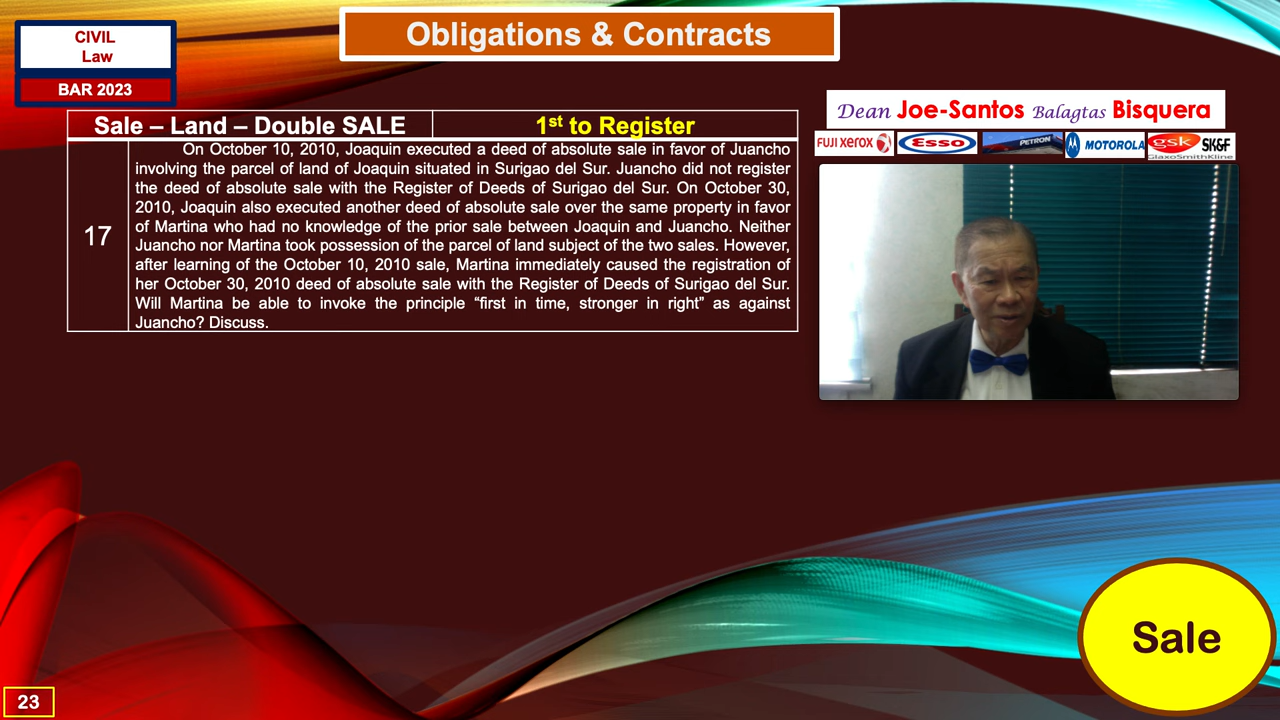 Obligations & Contracts
CIVIL
Law
BAR 2023
Dean Joe-Santos Balagtas Bisquera
FUJI XEROX
ESSO
PETRON
MOTOROLA
gsk SK&F
GlaxoSmithKline
Sale – Land – Double SALE
1st to Register
17
On October 10, 2010, Joaquin executed a deed of absolute sale in favor of Juancho
involving the parcel of land of Joaquin situated in Surigao del Sur. Juancho did not register
the deed of absolute sale with the Register of Deeds of Surigao del Sur. On October 30,
2010, Joaquin also executed another deed of absolute sale over the same property in favor
of Martina who had no knowledge of the prior sale between Joaquin and Juancho. Neither
Juancho nor Martina took possession of the parcel of land subject of the two sales. However,
after learning of the October 10, 2010 sale, Martina immediately caused the registration of
her October 30, 2010 deed of absolute sale with the Register of Deeds of Surigao del Sur.
Will Martina be able to invoke the principle “first in time, stronger in right” as against
Juancho? Discuss.
Sale
23